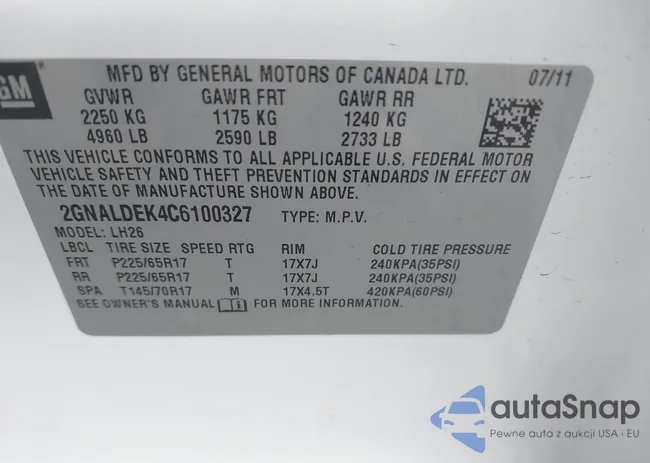 GM
MFD BY GENERAL MOTORS OF CANADA LTD. 07/11
GVWR GAWR FRT GAWR RR
2250 KG 1175 KG 1240 KG
4960 LB 2590 LB 2733 LB
THIS VEHICLE CONFORMS TO ALL APPLICABLE U.S. FEDERAL MOTOR
VEHICLE SAFETY AND THEFT PREVENTION STANDARDS IN EFFECT ON
THE DATE OF MANUFACTURE SHOWN ABOVE.
2GNALDEK4C6100327 TYPE: M.P.V.
MODEL: LH26
LBCL TIRE SIZE SPEED RTG RIM COLD TIRE PRESSURE
FRT P225/65R17 T 17X7J 240KPA(35PSI)
RR P225/65R17 T 17X7J 240KPA(35PSI)
SPA T145/70R17 M 17X4.5T 420KPA(60PSI)
SEE OWNER'S MANUAL FOR MORE INFORMATION.
autaSnap
Pewne auta z aukcji USA i EU